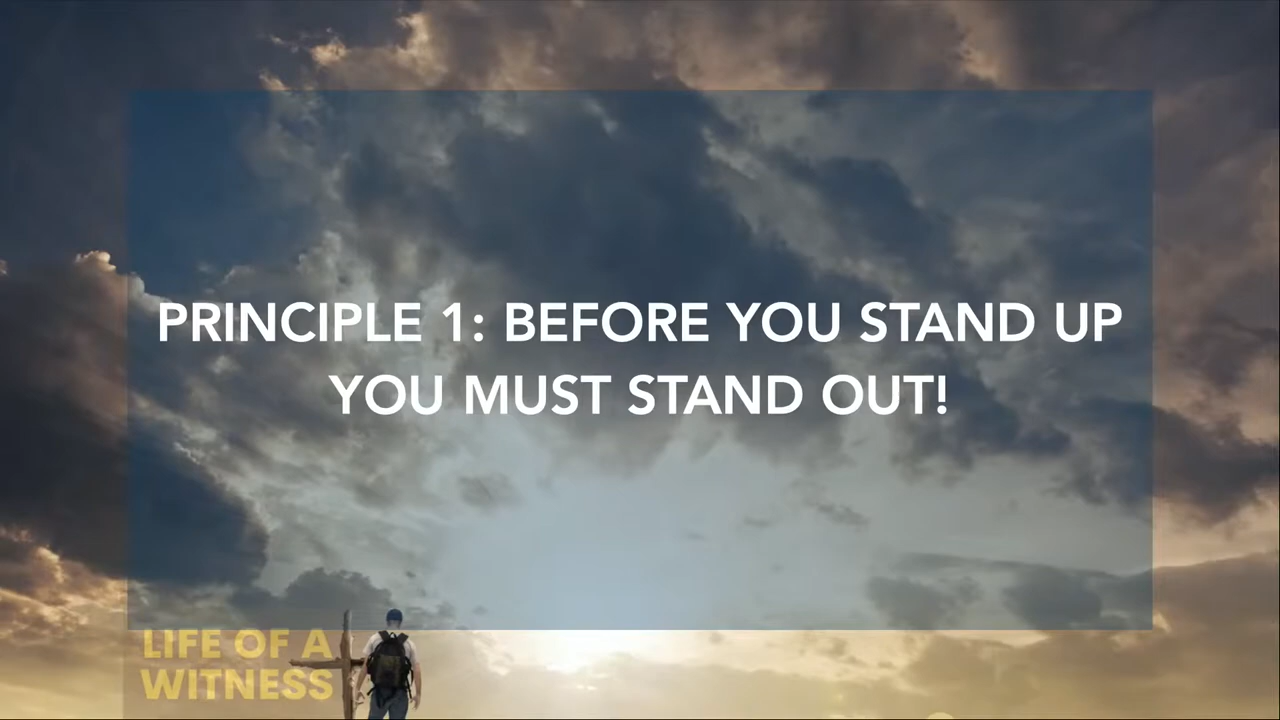 PRINCIPLE 1: BEFORE YOU STAND UP
YOU MUST STAND OUT!
LIFE OF A
WITNESS